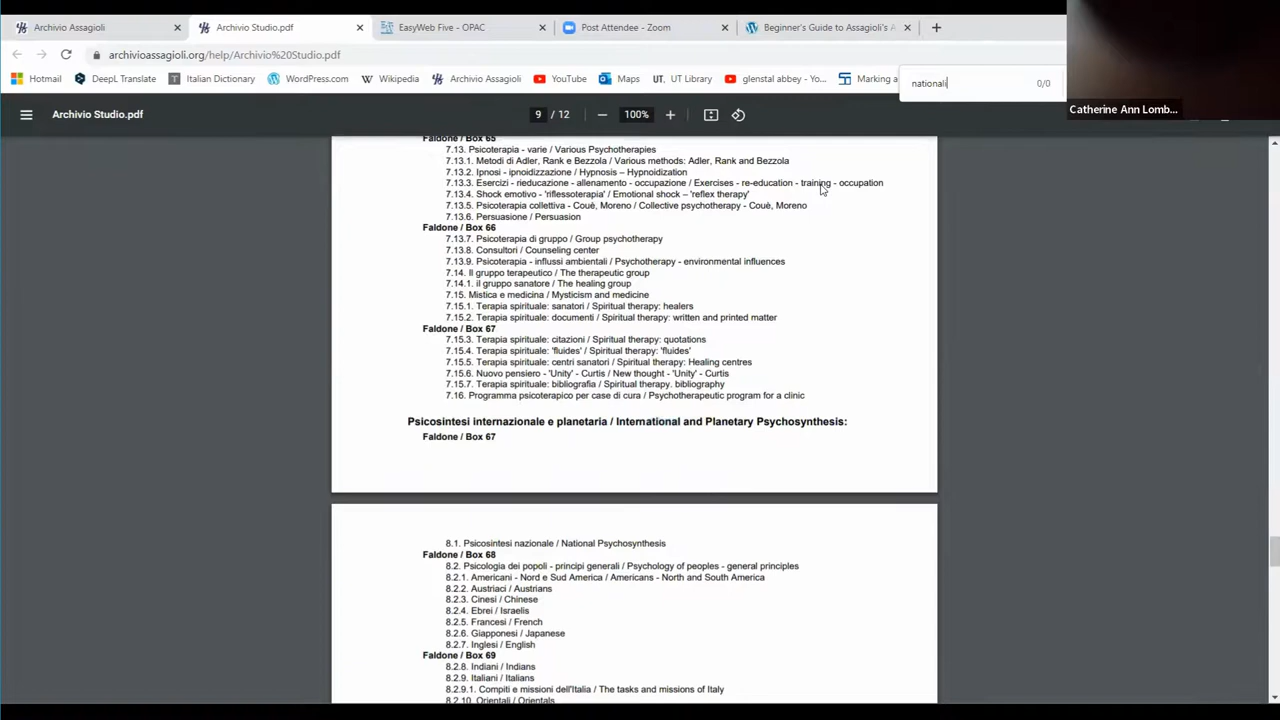 Archivio Assagioli
Archivio Studio.pdf
EasyWeb Five - OPAC
Post Attendee - Zoom
Beginner's Guide to Assagioli's A
archivioassagioli.org/help/Archivio%20Studio.pdf
Hotmail
DeepL Translate
Italian Dictionary
WordPress.com
Wikipedia
Archivio Assagioli
YouTube
Maps
UT. UT Library
glenstal abbey - Yo...
Marking a
nationali
0/0
Catherine Ann Lomb...
Archivio Studio.pdf
9 / 12
100%
Faldone / Box 65
7.13. Psicoterapia - varie / Various Psychotherapies
7.13.1. Metodi di Adler, Rank e Bezzola / Various methods: Adler, Rank and Bezzola
7.13.2. Ipnosi - ipnoidizzazione / Hypnosis – Hypnoidization
7.13.3. Esercizi - rieducazione - allenamento - occupazione / Exercises - re-education - training - occupation
7.13.4. Shock emotivo - 'riflessoterapia' / Emotional shock – 'reflex therapy'
7.13.5. Psicoterapia collettiva - Couè, Moreno / Collective psychotherapy - Couè, Moreno
7.13.6. Persuasione / Persuasion
Faldone / Box 66
7.13.7. Psicoterapia di gruppo / Group psychotherapy
7.13.8. Consultori / Counseling center
7.13.9. Psicoterapia - influssi ambientali / Psychotherapy - environmental influences
7.14. Il gruppo terapeutico / The therapeutic group
7.14.1. il gruppo sanatore / The healing group
7.15. Mistica e medicina / Mysticism and medicine
7.15.1. Terapia spirituale: sanatori / Spiritual therapy: healers
7.15.2. Terapia spirituale: documenti / Spiritual therapy: written and printed matter
Faldone / Box 67
7.15.3. Terapia spirituale: citazioni / Spiritual therapy: quotations
7.15.4. Terapia spirituale: 'fluides' / Spiritual therapy: 'fluides'
7.15.5. Terapia spirituale: centri sanatori / Spiritual therapy: Healing centres
7.15.6. Nuovo pensiero - 'Unity' - Curtis / New thought - 'Unity' - Curtis
7.15.7. Terapia spirituale: bibliografia / Spiritual therapy. bibliography
7.16. Programma psicoterapico per case di cura / Psychotherapeutic program for a clinic
Psicosintesi internazionale e planetaria / International and Planetary Psychosynthesis:
Faldone / Box 67
8.1. Psicosintesi nazionale / National Psychosynthesis
Faldone / Box 68
8.2. Psicologia dei popoli - principi generali / Psychology of peoples - general principles
8.2.1. Americani - Nord e Sud America / Americans - North and South America
8.2.2. Austriaci / Austrians
8.2.3. Cinesi / Chinese
8.2.4. Ebrei / Israelis
8.2.5. Francesi / French
8.2.6. Giapponesi / Japanese
8.2.7. Inglesi / English
Faldone / Box 69
8.2.8. Indiani / Indians
8.2.9. Italiani / Italians
8.2.9.1. Compiti e missioni dell'Italia / The tasks and missions of Italy
8.2.10. Orientali / Orientals